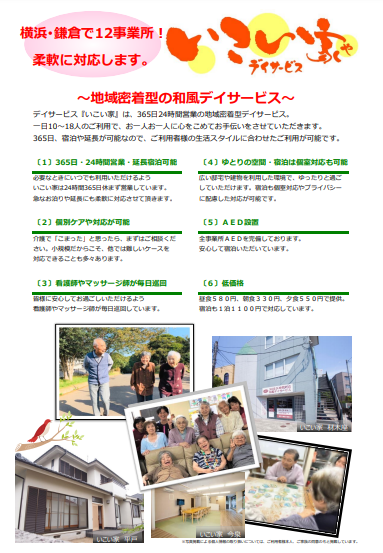 横浜・鎌倉で12事業所！
柔軟に対応します。
いこい家や
デイサービス
～地域密着型の和風デイサービス～
デイサービス『いこい家』は、365日24時間営業の地域密着型デイサービス。
一日10～18人のご利用で、お一人お一人に心をこめてお手伝いをさせていただきます。
365日、宿泊や延長が可能なので、ご利用者様の生活スタイルに合わせたご利用が可能です。
（1）365日・24時間営業・延長宿泊可能
必要なときにいつでも利用いただけるよう
いこい家は24時間365日休まず営業しています。
急なお泊りや延長にも柔軟に対応させて頂きます。
（2）個別ケアや対応が可能
介護で「こまった」と思ったら、まずはご相談くだ
さい。小規模だからこそ、他では難しいケースを
対応できることも多々あります。
（3）看護師やマッサージ師が毎日巡回
皆様に安心してお過ごしいただけるよう
看護師やマッサージ師が毎日巡回しています。
（4）ゆとりの空間・宿泊は個室対応も可能
広い邸宅や建物を利用した環境で、ゆったりと過ご
していただけます。宿泊も個室対応やプライバシー
に配慮した対応が可能です。
（5）AED設置
全事業所AEDを完備しております。
安心して宿泊いただいています。
（6）低価格
昼食580円、朝食330円、夕食550円で提供。
宿泊も1泊1100円で対応しています。
いこい家　平戸
いこい家　今泉